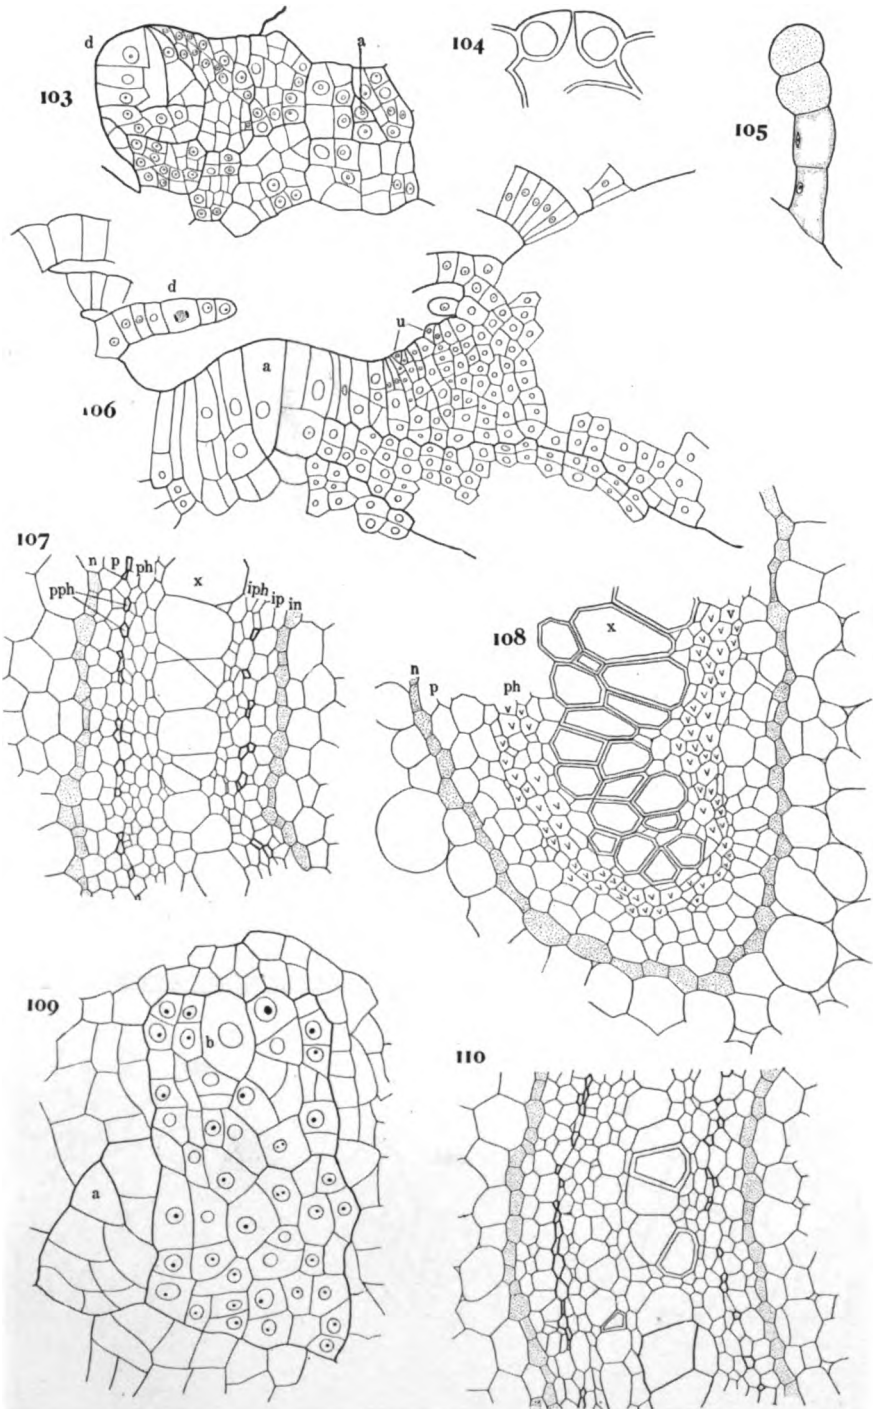 d
a
103
104
105
d
u
a
106
107
n p ph x iph ip in
pph
108
x
v
n p ph
v v v v v v v v v v v v v v v v v v v v v v v v v v v v v v
109
b
a
110